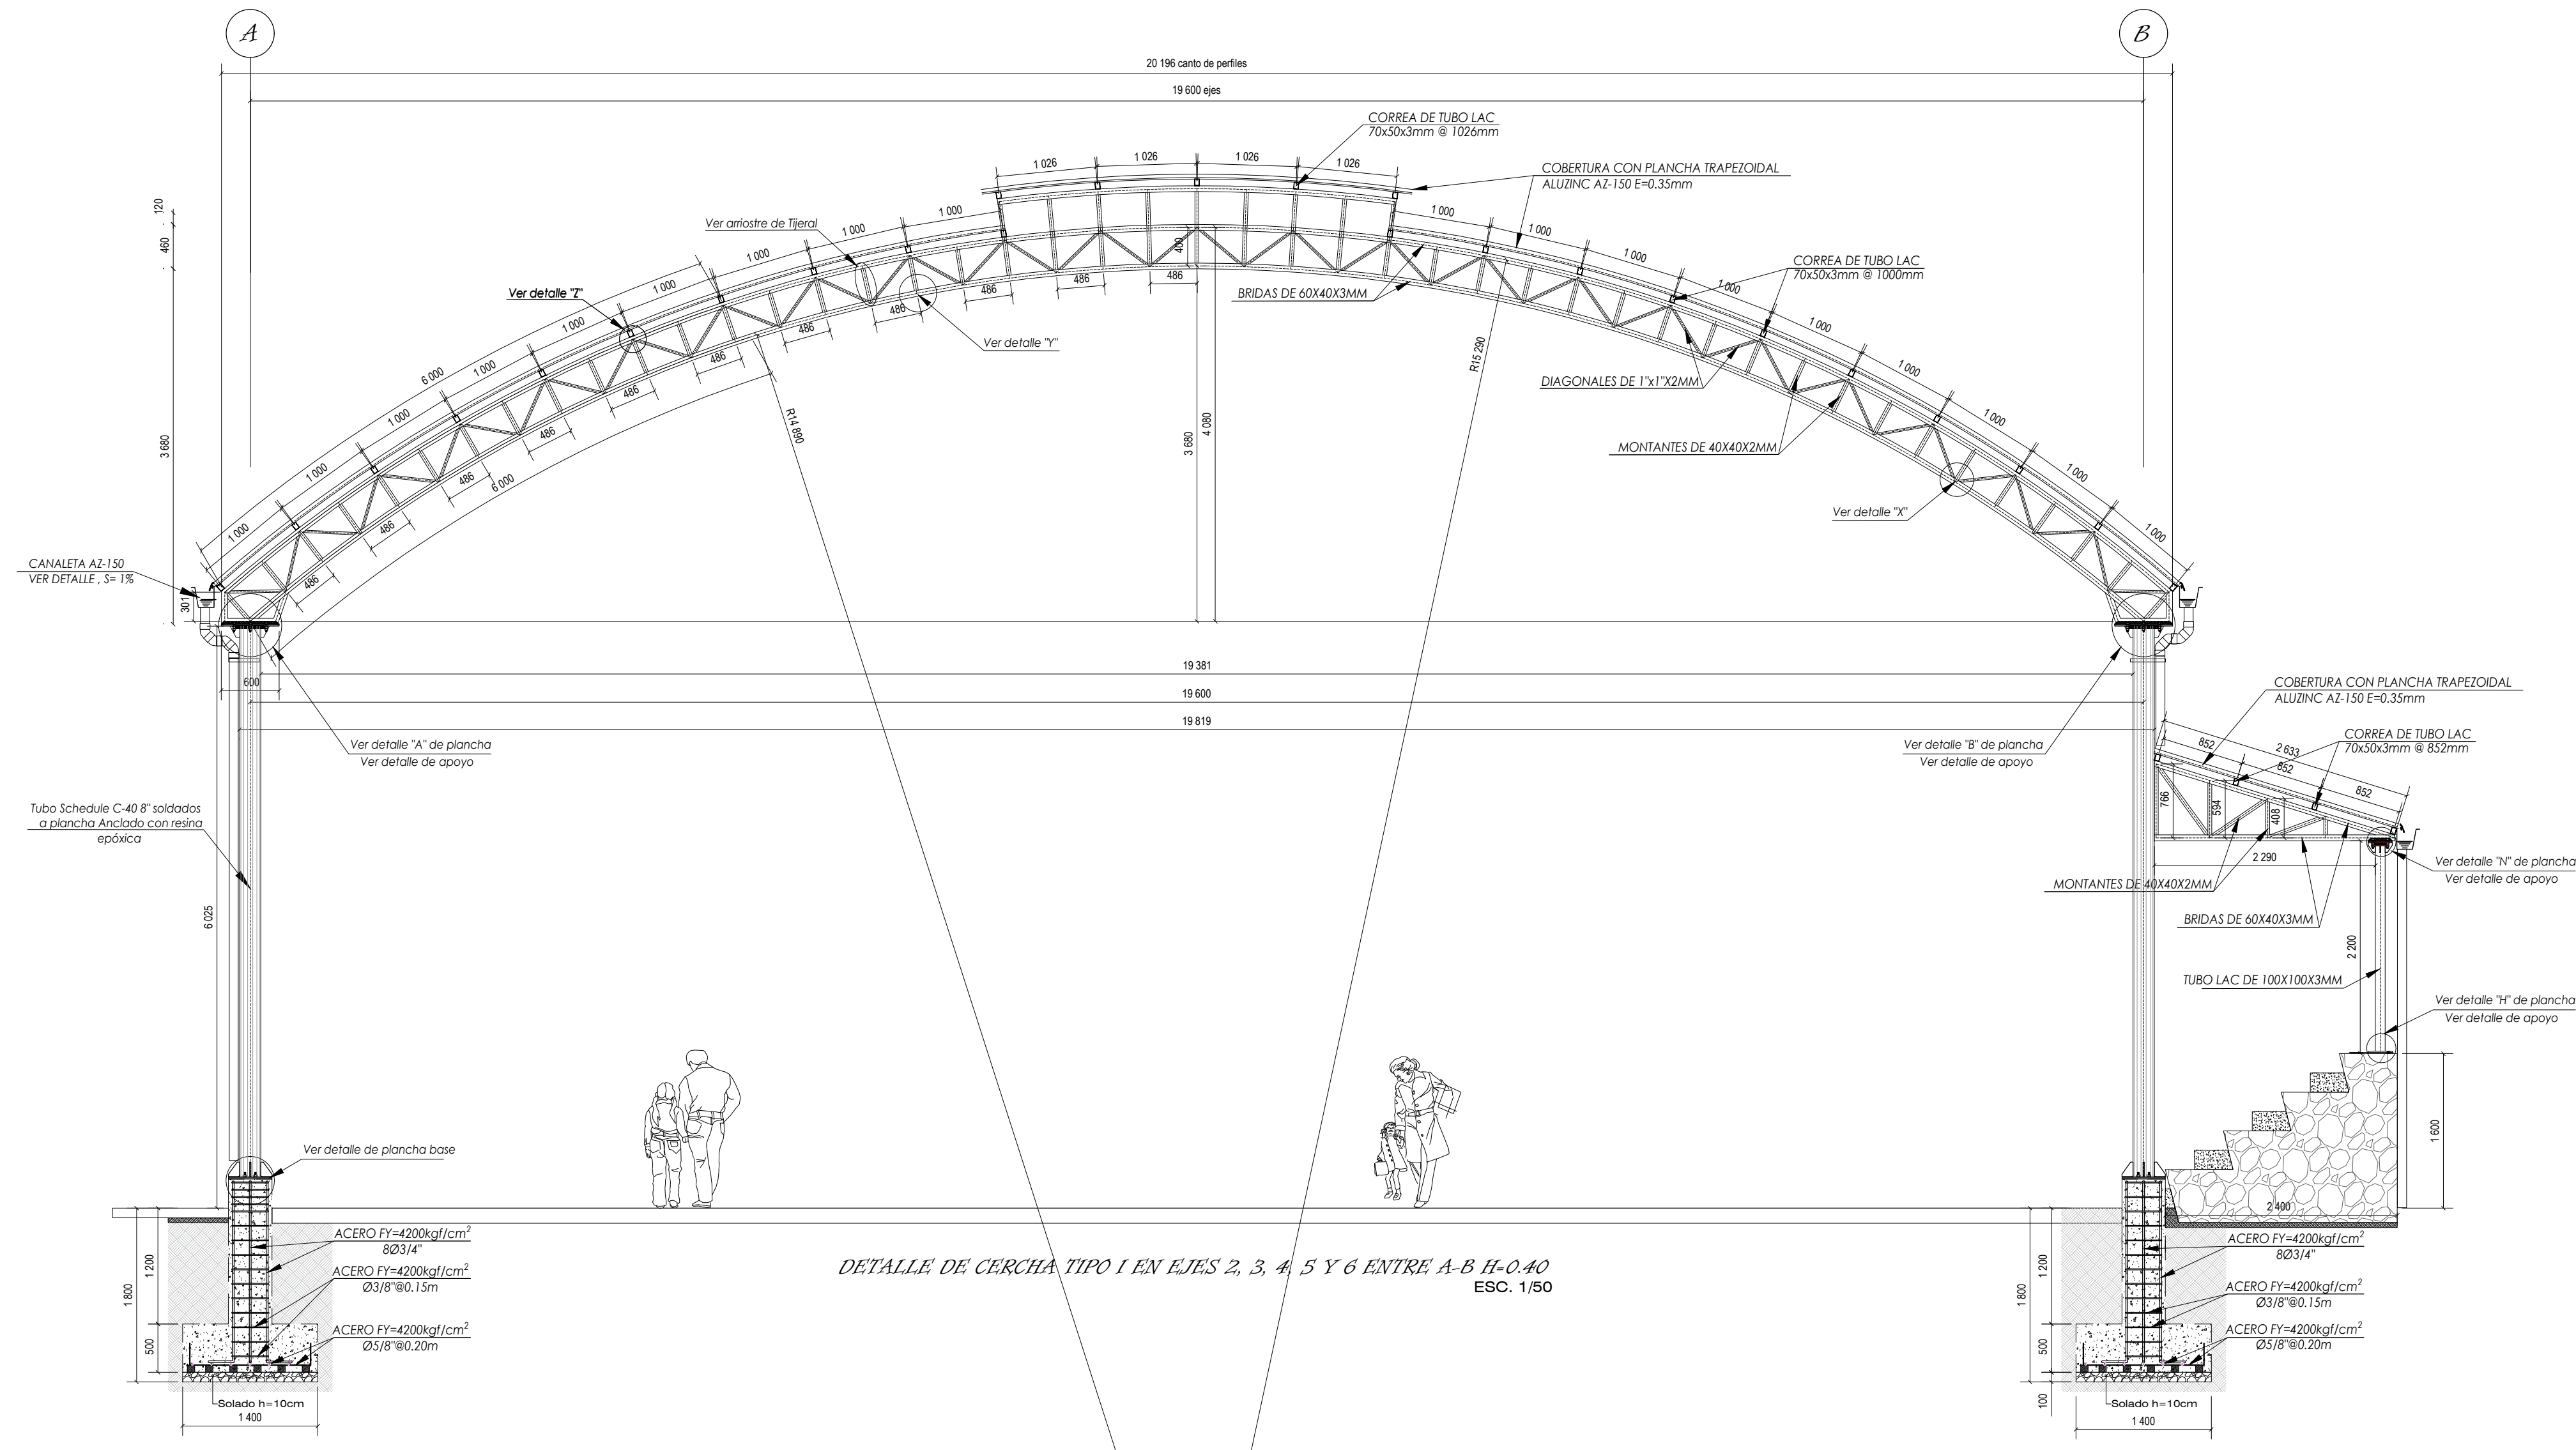 A
B
20 196 canto de perfiles
19 600 ejes
CORREA DE TUBO LAC
70x50x3mm @ 1026mm
1 026
1 026
1 026
1 026
COBERTURA CON PLANCHA TRAPEZOIDAL
ALUZINC AZ-150 E=0.35mm
120
460
3 680
301
Ver arriostre de Tijeral
1 000
1 000
1 000
1 000
1 000
1 000
1 000
1 000
1 000
6 000
Ver detalle "Z"
Ver detalle "Y"
400
486
486
486
486
486
486
486
486
486
486
486
486
6 000
R14 890
R15 290
3 680
4 080
BRIDAS DE 60X40X3MM
1 000
1 000
1 000
1 000
1 000
1 000
1 000
1 000
CORREA DE TUBO LAC
70x50x3mm @ 1000mm
DIAGONALES DE 1"x1"X2MM
MONTANTES DE 40X40X2MM
Ver detalle "X"
CANALETA AZ-150
VER DETALLE , S= 1%
600
19 381
19 600
19 819
Ver detalle "A" de plancha
Ver detalle de apoyo
Ver detalle "B" de plancha
Ver detalle de apoyo
COBERTURA CON PLANCHA TRAPEZOIDAL
ALUZINC AZ-150 E=0.35mm
CORREA DE TUBO LAC
70x50x3mm @ 852mm
852
2 633
852
852
766
594
408
2 290
Tubo Schedule C-40 8" soldados
a plancha Anclado con resina
epóxica
6 025
Ver detalle "N" de plancha
Ver detalle de apoyo
MONTANTES DE 40X40X2MM
BRIDAS DE 60X40X3MM
2 200
TUBO LAC DE 100X100X3MM
Ver detalle "H" de plancha
Ver detalle de apoyo
1 600
2 400
Ver detalle de plancha base
ACERO FY=4200kgf/cm2
8Ø3/4"
ACERO FY=4200kgf/cm2
Ø3/8"@0.15m
ACERO FY=4200kgf/cm2
Ø5/8"@0.20m
1 200
1 800
500
Solado h=10cm
1 400
DETALLE DE CERCHA TIPO I EN EJES 2, 3, 4, 5 Y 6 ENTRE A-B H=0.40
ESC. 1/50
ACERO FY=4200kgf/cm2
8Ø3/4"
ACERO FY=4200kgf/cm2
Ø3/8"@0.15m
ACERO FY=4200kgf/cm2
Ø5/8"@0.20m
1 200
1 800
500
100
Solado h=10cm
1 400